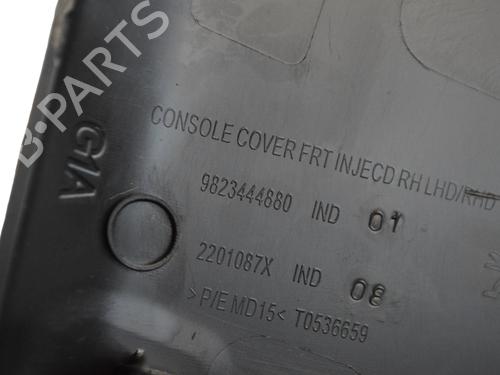 B-PARTS
CONSOLE COVER FRT INJECD RH LHD/RHD
G1A
9823444880 IND 01
2201087X IND 08
>P/E MD15< T0536659